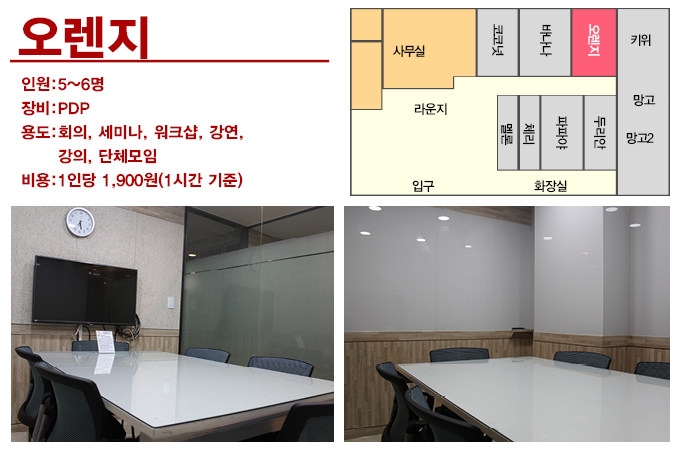 오렌지
인원:5~6명
장비:PDP
용도:회의, 세미나, 워크샵, 강연,
강의, 단체모임
비용:1인당 1,900원(1시간 기준)
사무실
코코넛
바나나
오렌지
키위
망고
망고2
라운지
멜론
체리
파파야
두리안
입구
화장실